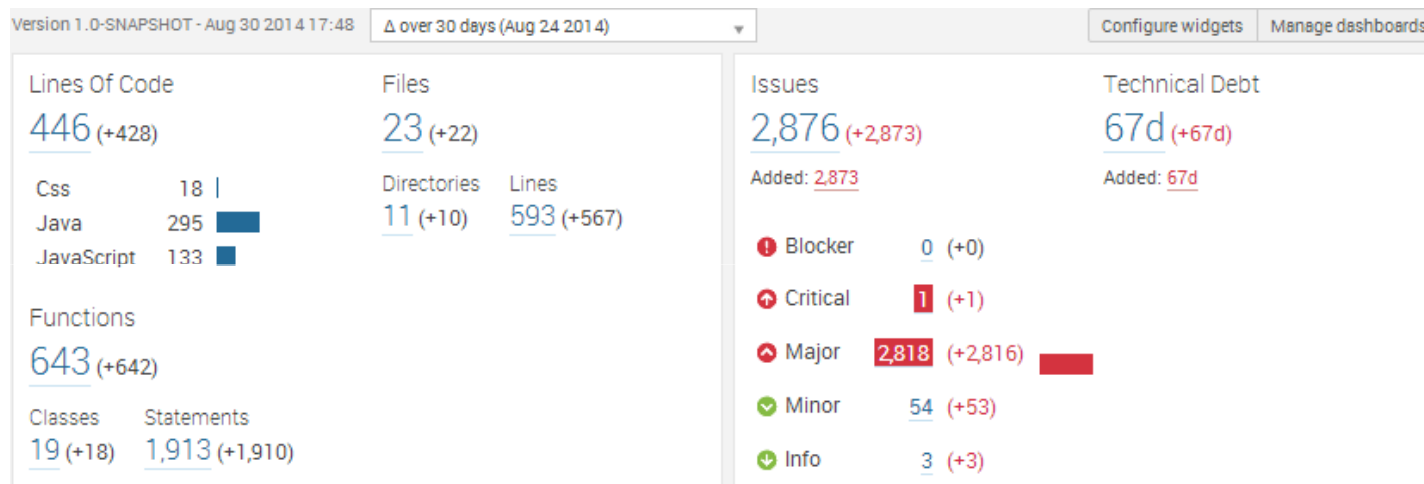 Version 1.0-SNAPSHOT - Aug 30 2014 17:48
Δ over 30 days (Aug 24 2014)
Configure widgets
Manage dashboards
Lines Of Code
446 (+428)
Css 18
Java 295
JavaScript 133
Files
23 (+22)
Directories Lines
11 (+10) 593 (+567)
Functions
643 (+642)
Classes Statements
19 (+18) 1,913 (+1,910)
Issues
2,876 (+2,873)
Added: 2,873
Technical Debt
67d (+67d)
Added: 67d
Blocker 0 (+0)
Critical 1 (+1)
Major 2,818 (+2,816)
Minor 54 (+53)
Info 3 (+3)